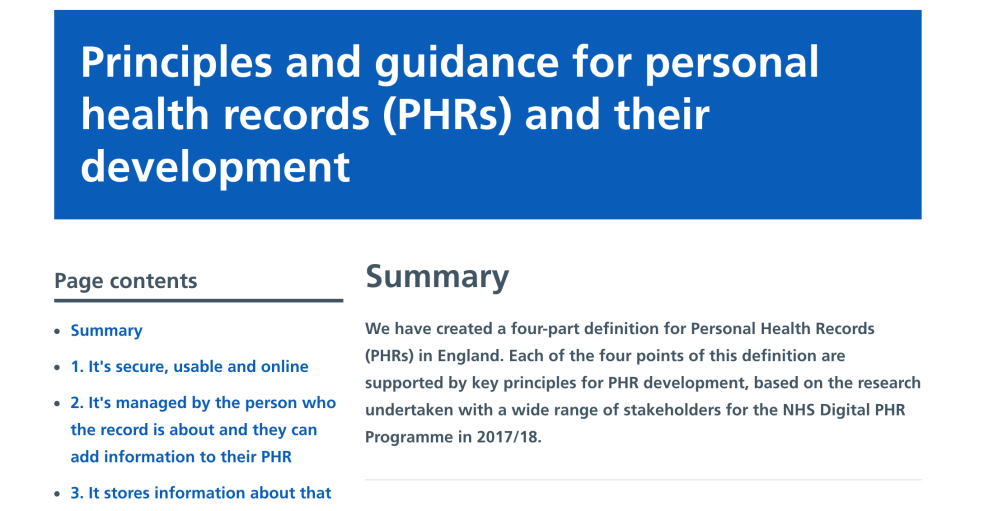 Principles and guidance for personal
health records (PHRs) and their
development
Page contents
• Summary
• 1. It's secure, usable and online
• 2. It's managed by the person who
the record is about and they can
add information to their PHR
• 3. It stores information about that
Summary
We have created a four-part definition for Personal Health Records
(PHRs) in England. Each of the four points of this definition are
supported by key principles for PHR development, based on the research
undertaken with a wide range of stakeholders for the NHS Digital PHR
Programme in 2017/18.